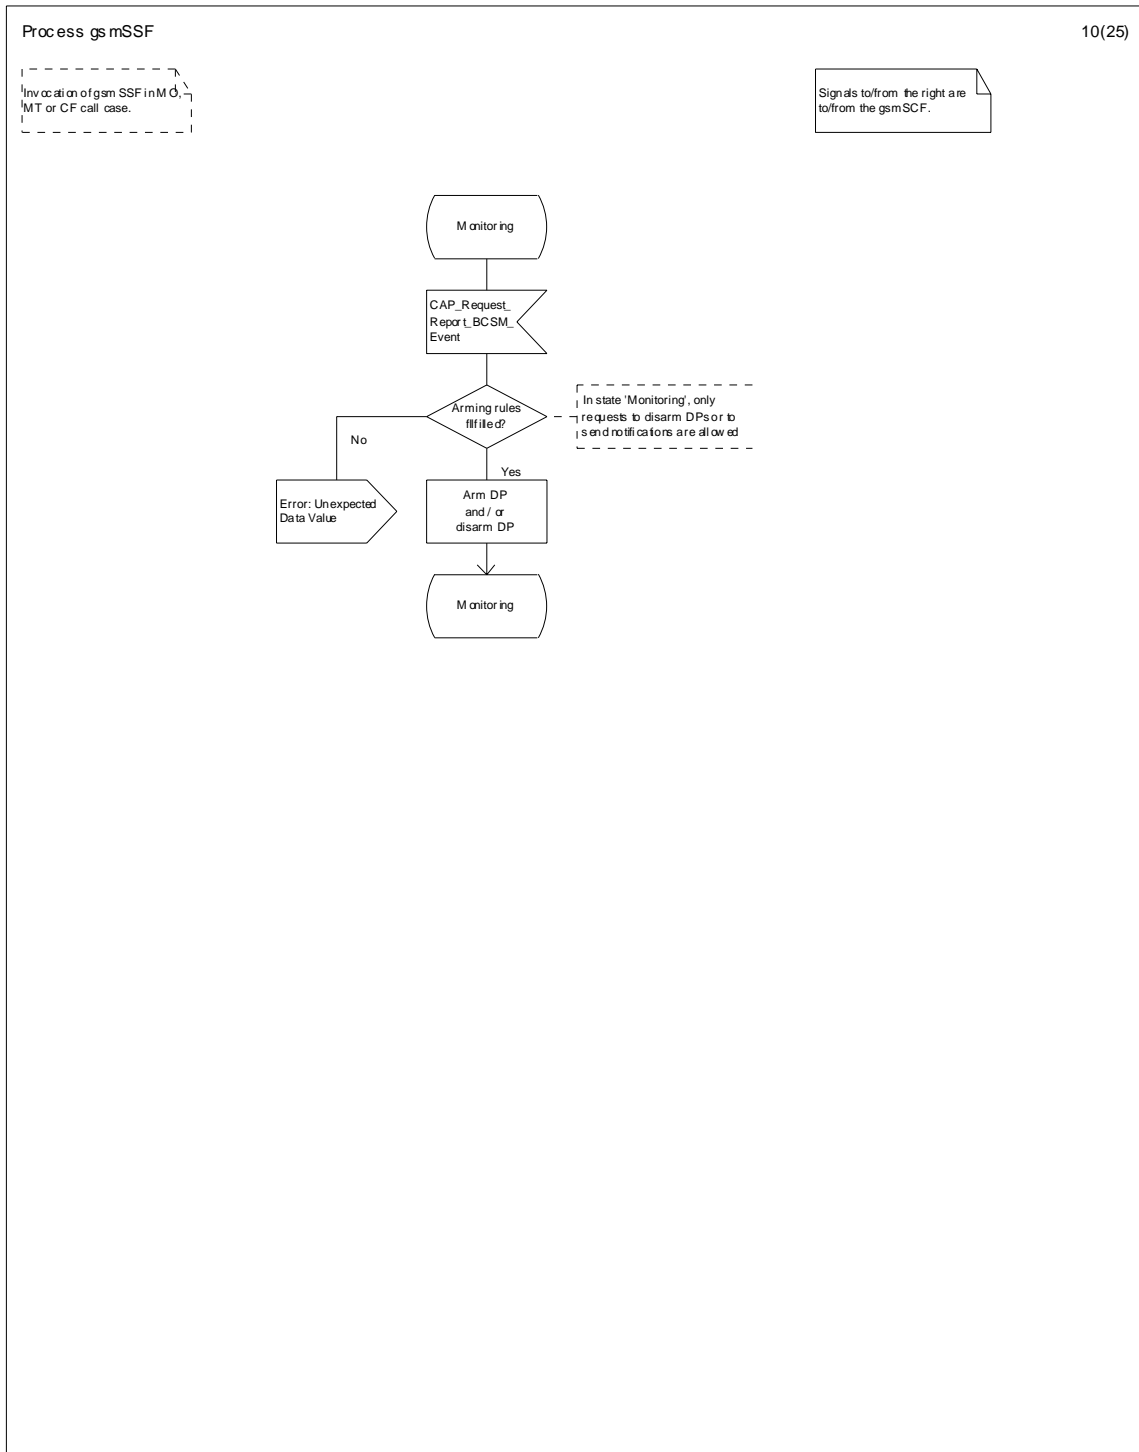 Process gsmSSF
10(25)
Invocation of gsmSSF in MO,
MT or CF call case.
Signals to/from the right are
to/from the gsmSCF.
Monitoring
CAP_Request_
Report_BCSM_
Event
Arming rules
flfilled?
In state 'Monitoring', only
requests to disarm DPs or to
send notifications are allowed
No
Yes
Error: Unexpected
Data Value
Arm DP
and / or
disarm DP
Monitoring